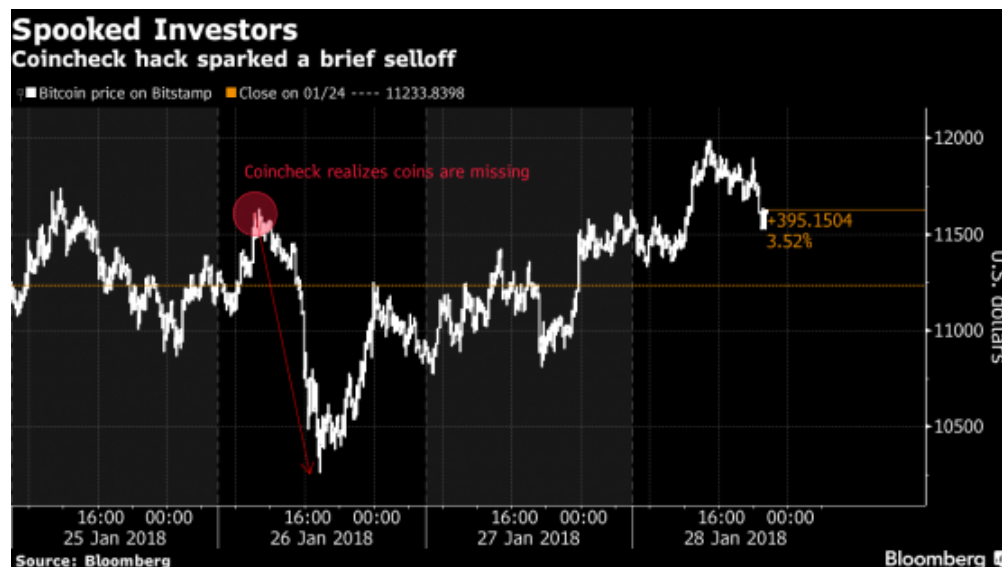 Spooked Investors
Coincheck hack sparked a brief selloff
Bitcoin price on Bitstamp Close on 01/24 ---- 11233.8398
Coincheck realizes coins are missing
12000
+395.1504
3.52%
11500
11000
10500
U.S. dollars
16:00 00:00 16:00 00:00 16:00 00:00 16:00 00:00
25 Jan 2018 26 Jan 2018 27 Jan 2018 28 Jan 2018
Source: Bloomberg
Bloomberg